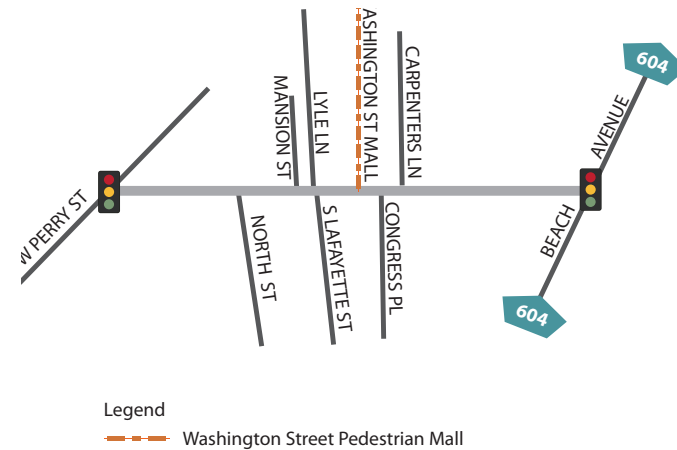 604
AVENUE
BEACH
604
W PERRY ST
MANSION ST
LYLE LN
ASHINGTON ST MALL
CARPENTERS LN
NORTH ST
S LAFAYETTE ST
CONGRESS PL
Legend
Washington Street Pedestrian Mall